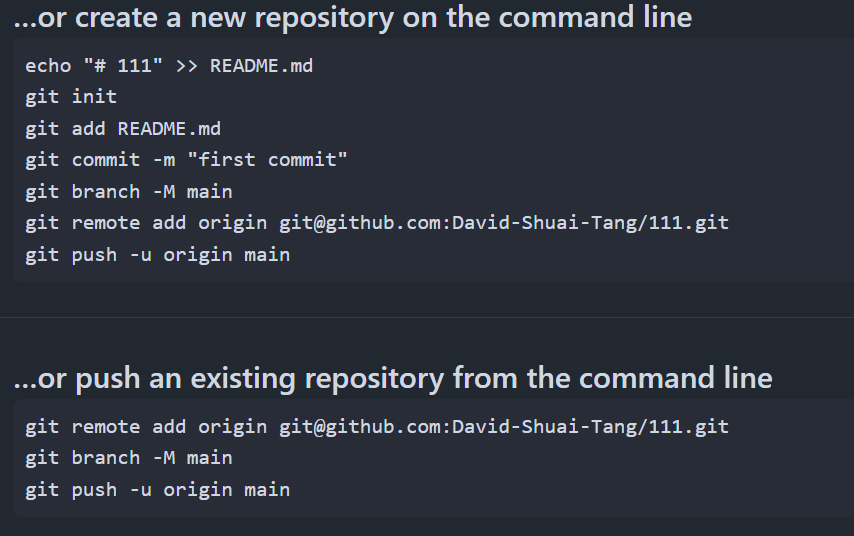 ...or create a new repository on the command line
echo "# 111" >> README.md
git init
git add README.md
git commit -m "first commit"
git branch -M main
git remote add origin git@github.com:David-Shuai-Tang/111.git
git push -u origin main
...or push an existing repository from the command line
git remote add origin git@github.com:David-Shuai-Tang/111.git
git branch -M main
git push -u origin main